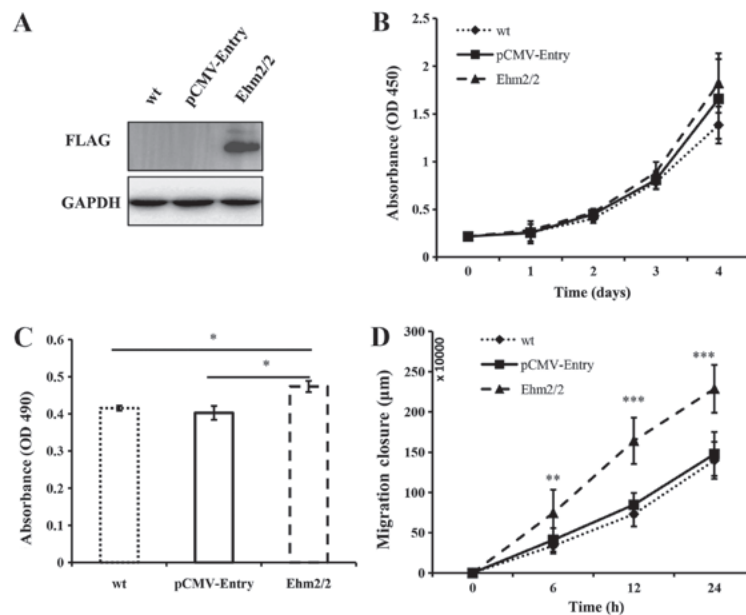 A
wt
pCMV-Entry
Ehm2/2
FLAG
GAPDH
B
wt
pCMV-Entry
Ehm2/2
Absorbance (OD 450)
2.5
2
1.5
1
0.5
0
0 1 2 3 4
Time (days)
C
Absorbance (OD 490)
0.6
0.5
0.4
0.3
0.2
0.1
0
*
*
wt pCMV-Entry Ehm2/2
D
wt
pCMV-Entry
Ehm2/2
x 10000
Migration closure (µm)
300
250
200
150
100
50
0
**
***
***
0 6 12 24
Time (h)